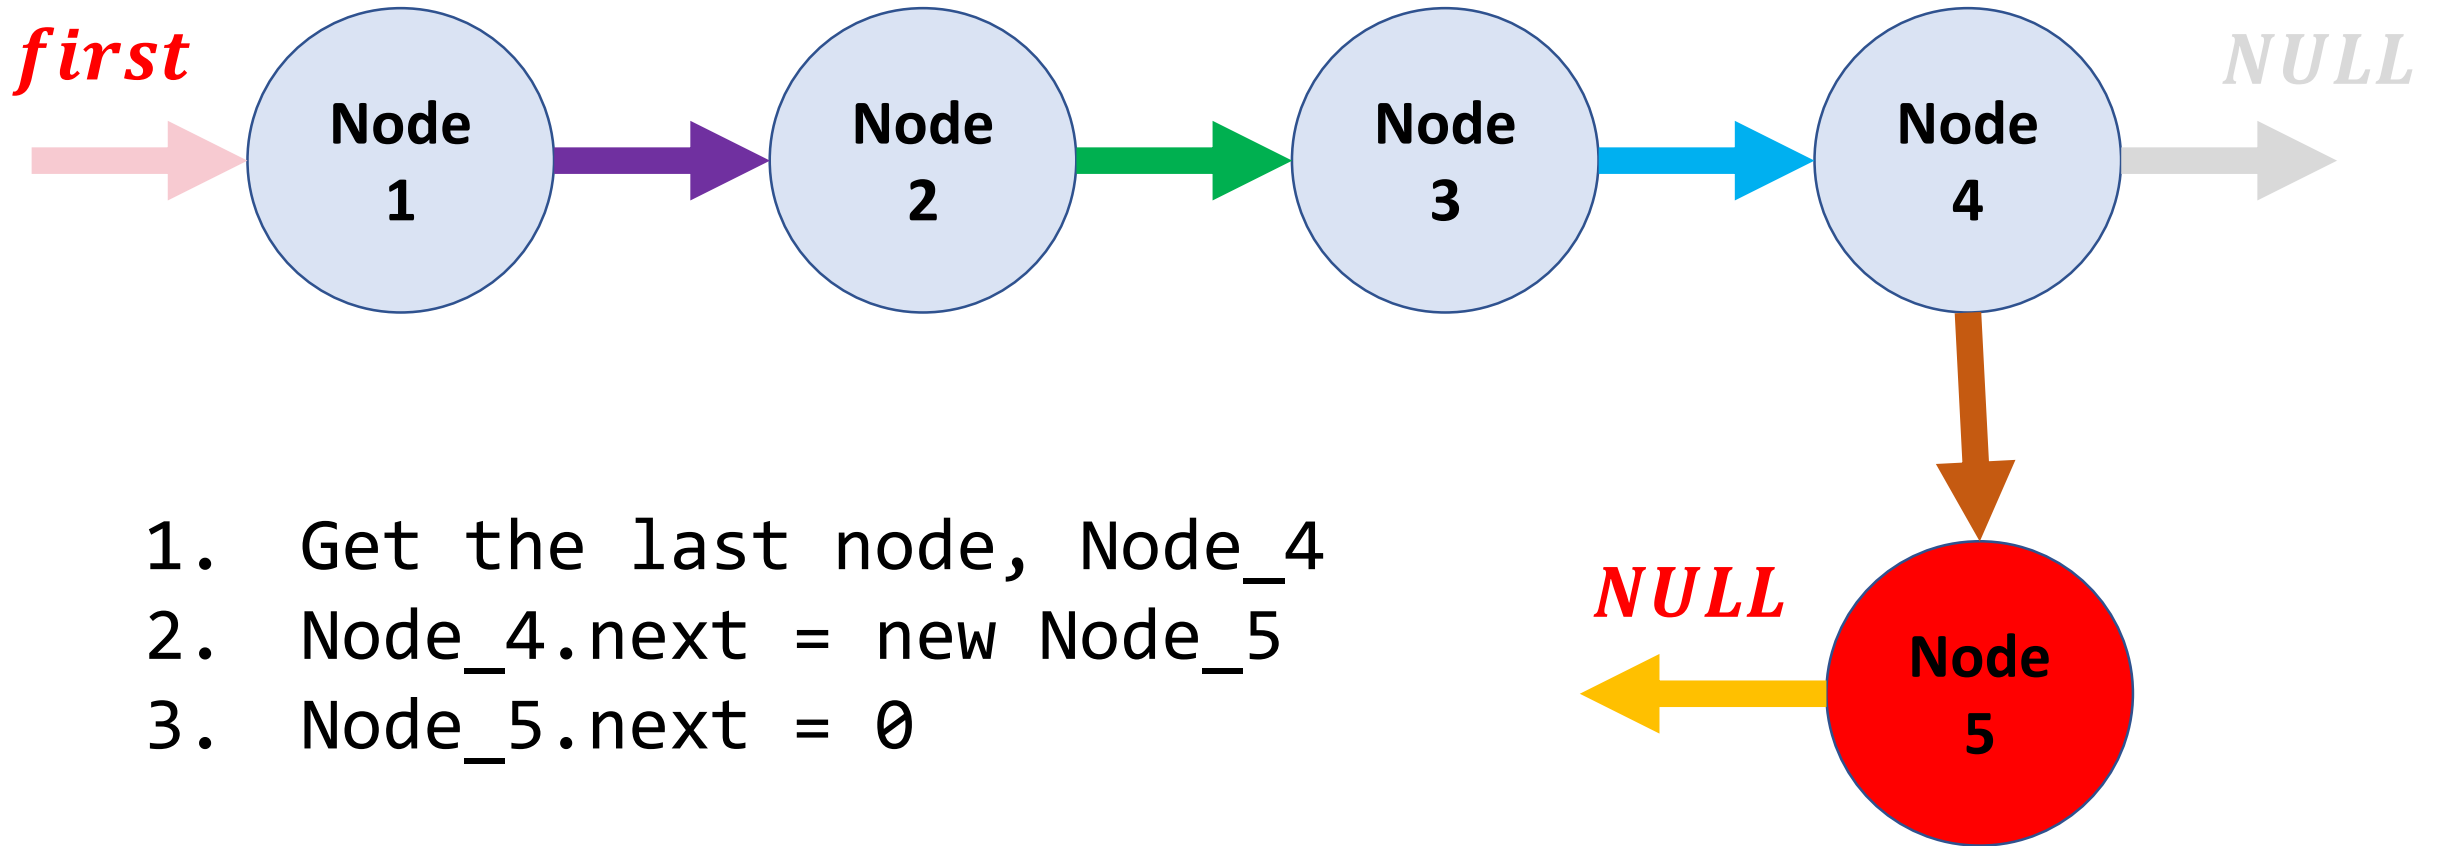 first
Node
1
Node
2
Node
3
Node
4
NULL
1. Get the last node, Node_4
2. Node_4.next = new Node_5
3. Node_5.next = 0
NULL
Node
5